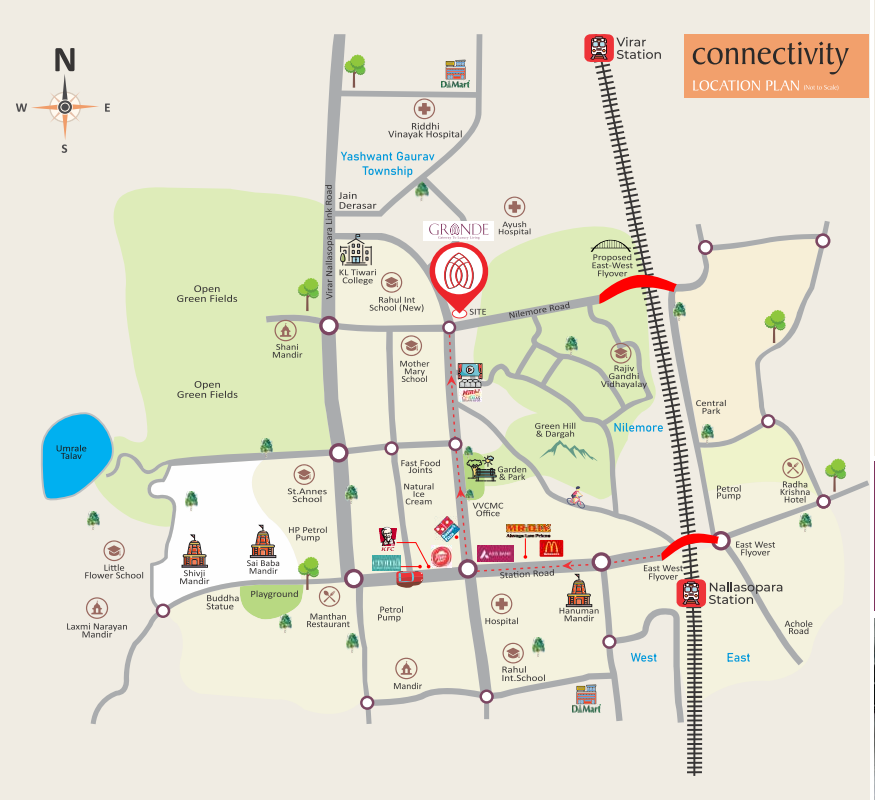 Virar
Station
connectivity
LOCATION PLAN (Not to Scale)
N
W
E
S
D Mart
Riddhi
Vinayak Hospital
Yashwant Gaurav
Township
Virar Nallasopara Link Road
Jain
Derasar
GRANDE
Ayush
Hospital
KL Tiwari
College
Proposed
East-West
Flyover
Open
Green Fields
Rahul Int
School (New)
SITE
Nilemore Road
Shani
Mandir
Mother
Mary
School
Rajiv
Gandhi
Vidhayalay
Open
Green Fields
Central
Park
Green Hill
& Dargah
Nilemore
Umrale
Talav
Fast Food
Joints
Natural
Ice
Cream
Garden
& Park
Radha
Krishna
Hotel
Petrol
Pump
St.Annes
School
VVCMC
Office
HP Petrol
Pump
KFC
croma
AXIS BANK
MR.D.I.Y.
Always Low Prices
Little
Flower School
Shivji
Mandir
Sai Baba
Mandir
East West
Flyover
East West
Flyover
Station Road
Nallasopara
Station
Buddha
Statue
Playground
Manthan
Restaurant
Petrol
Pump
Hospital
Hanuman
Mandir
Laxmi Narayan
Mandir
Achole
Road
West
East
Mandir
Rahul
Int.School
D Mart